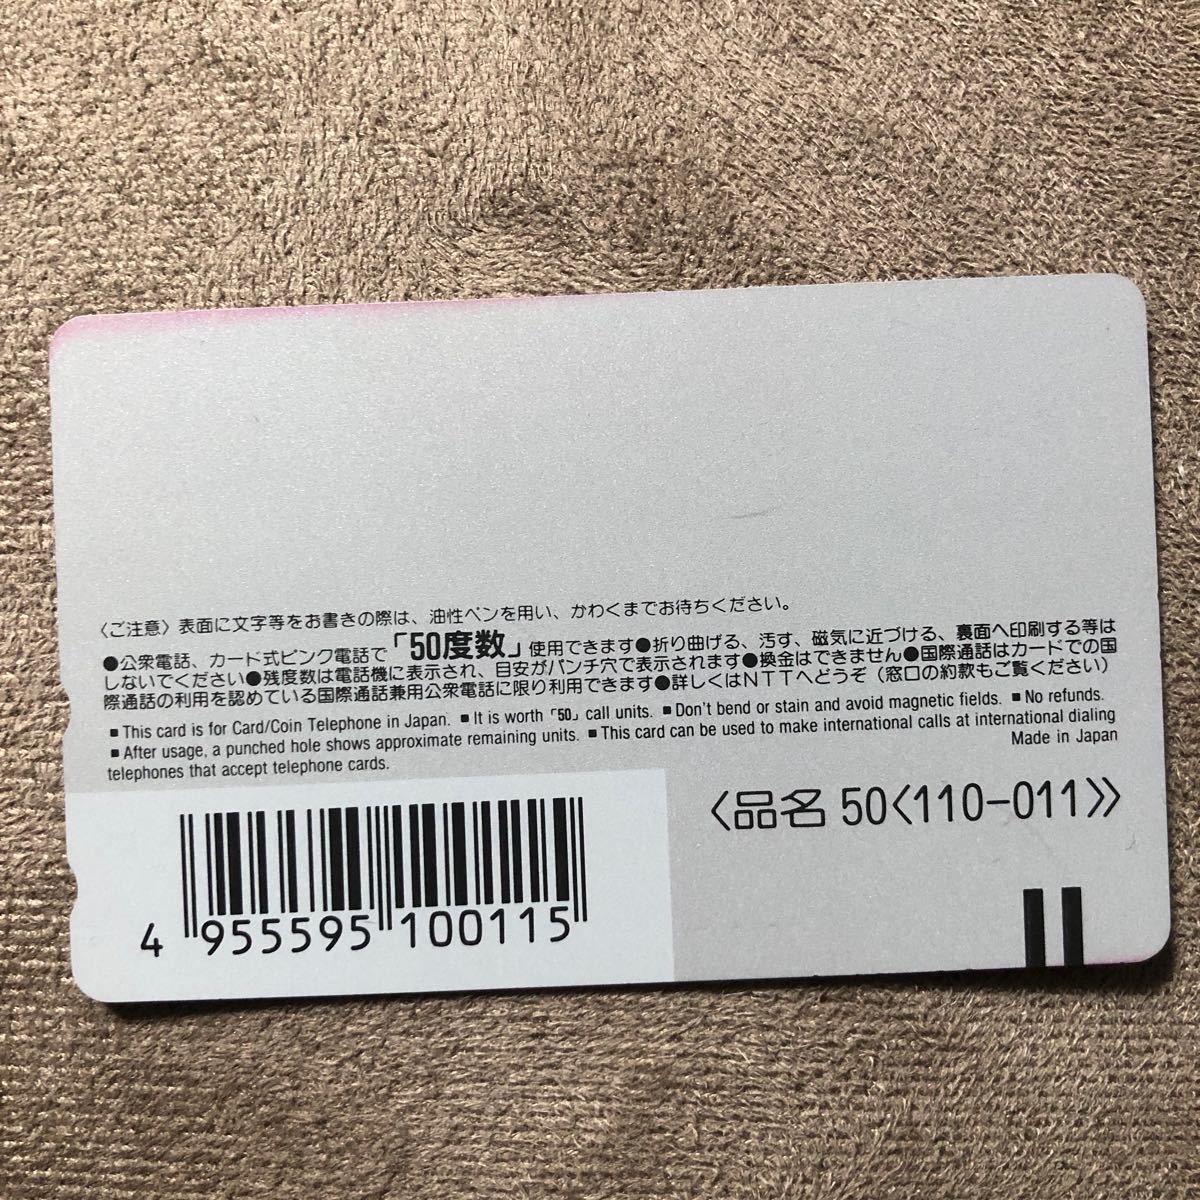 〈ご注意〉表面に文字等をお書きの際は、油性ペンを用い、かわくまでお待ちください。
●公衆電話、カード式ピンク電話で「50度数」使用できます●折り曲げる、汚す、磁気に近づける、裏面へ印刷する等は
しないでください●残度数は電話機に表示され、目安がパンチ穴で表示されます●換金はできません●国際通話はカードでの国
際通話の利用を認めている国際通話兼用公衆電話に限り利用できます●詳しくはNTTへどうぞ（窓口の約款もご覧ください）
■This card is for Card/Coin Telephone in Japan. ■It is worth「50」call units. ■Don't bend or stain and avoid magnetic fields. ■No refunds.
■After usage, a punched hole shows approximate remaining units. ■This card can be used to make international calls at international dialing
telephones that accept telephone cards.
Made in Japan
〈品名 50〈110-011〉〉
4 955595 100115